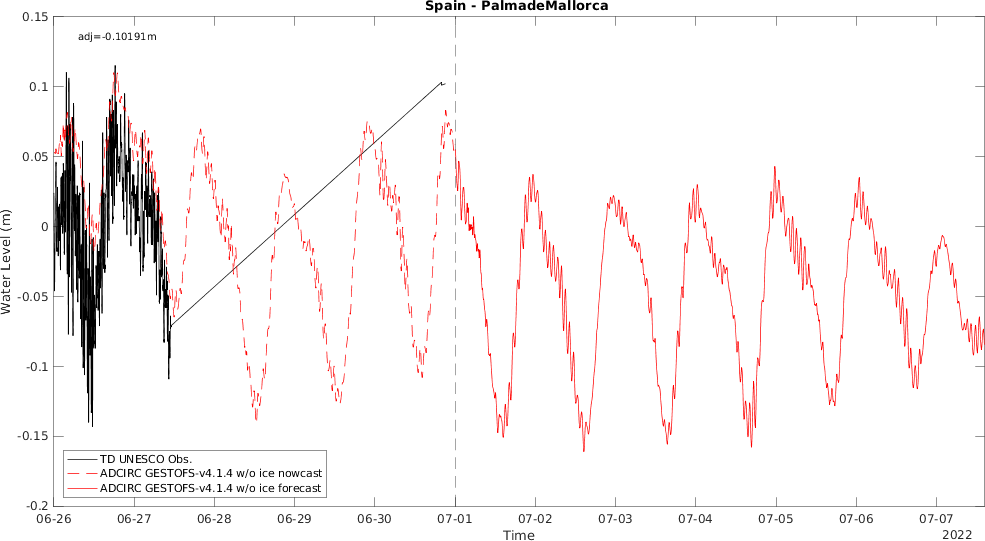 Spain - PalmadeMallorca
0.15
adj=-0.10191m
0.1
0.05
0
-0.05
-0.1
-0.15
-0.2
Water Level (m)
TD UNESCO Obs.
ADCIRC GESTOFS-v4.1.4 w/o ice nowcast
ADCIRC GESTOFS-v4.1.4 w/o ice forecast
06-26 06-27 06-28 06-29 06-30 07-01 07-02 07-03 07-04 07-05 07-06 07-07
Time
2022